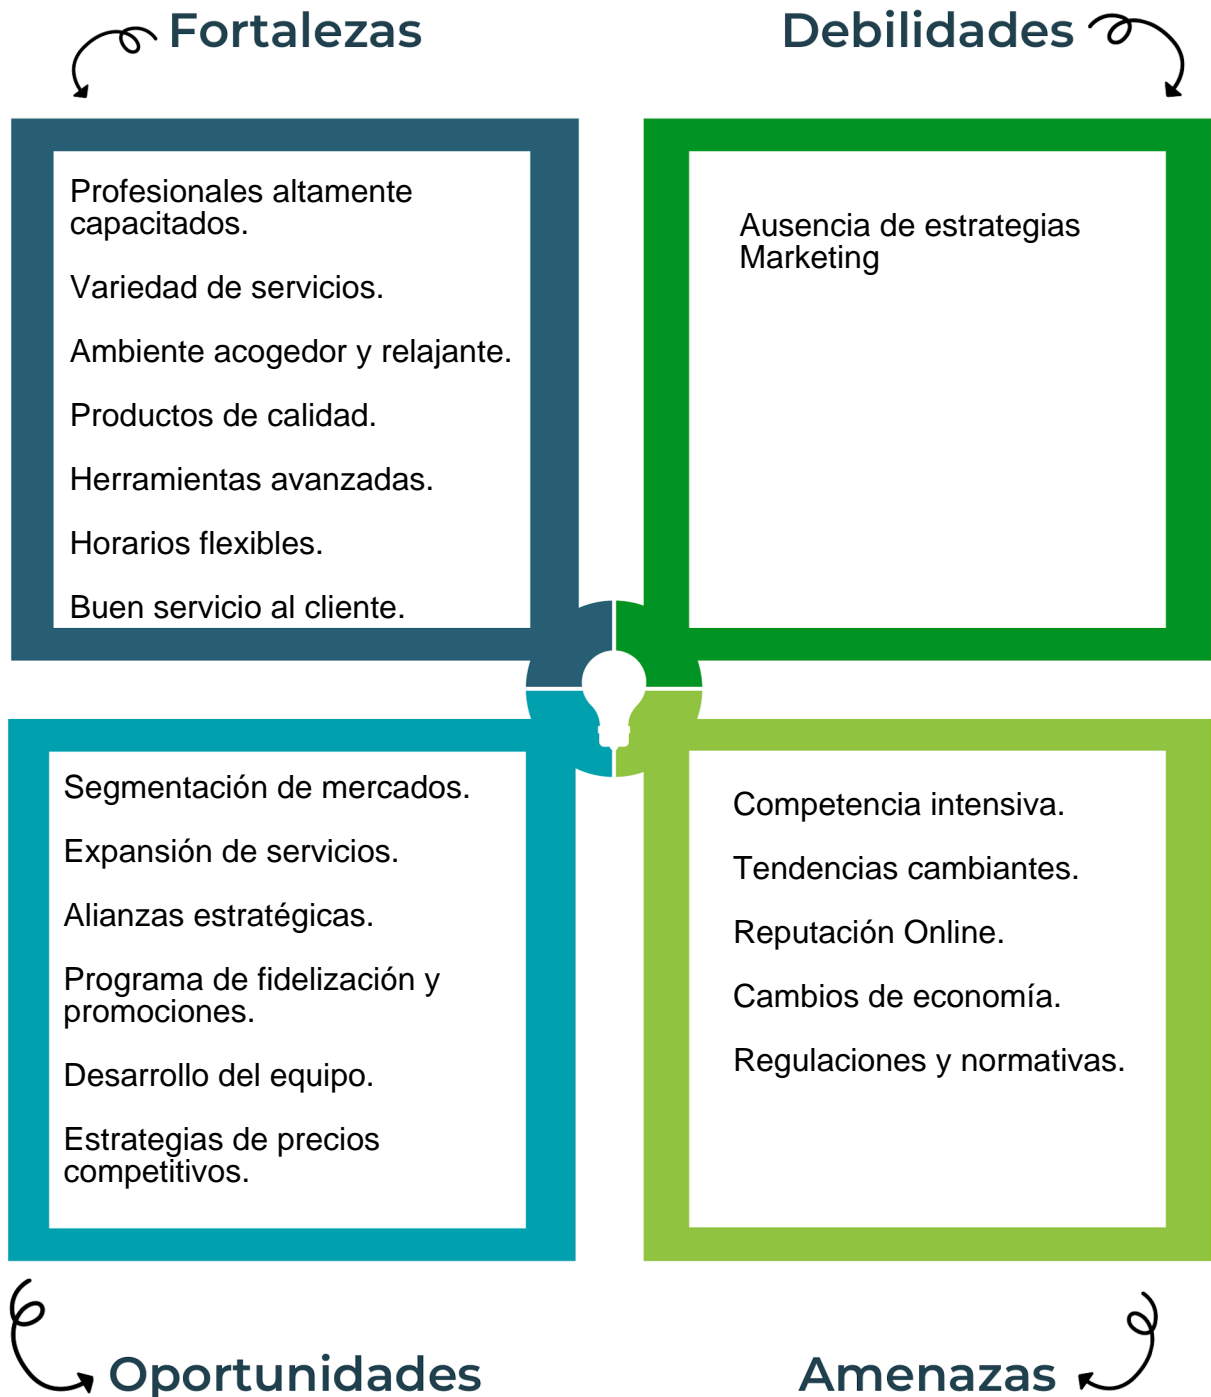 Fortalezas
Profesionales altamente
capacitados.
Variedad de servicios.
Ambiente acogedor y relajante.
Productos de calidad.
Herramientas avanzadas.
Horarios flexibles.
Buen servicio al cliente.
Debilidades
Ausencia de estrategias
Marketing
Segmentación de mercados.
Expansión de servicios.
Alianzas estratégicas.
Programa de fidelización y
promociones.
Desarrollo del equipo.
Estrategias de precios
competitivos.
Oportunidades
Competencia intensiva.
Tendencias cambiantes.
Reputación Online.
Cambios de economía.
Regulaciones y normativas.
Amenazas